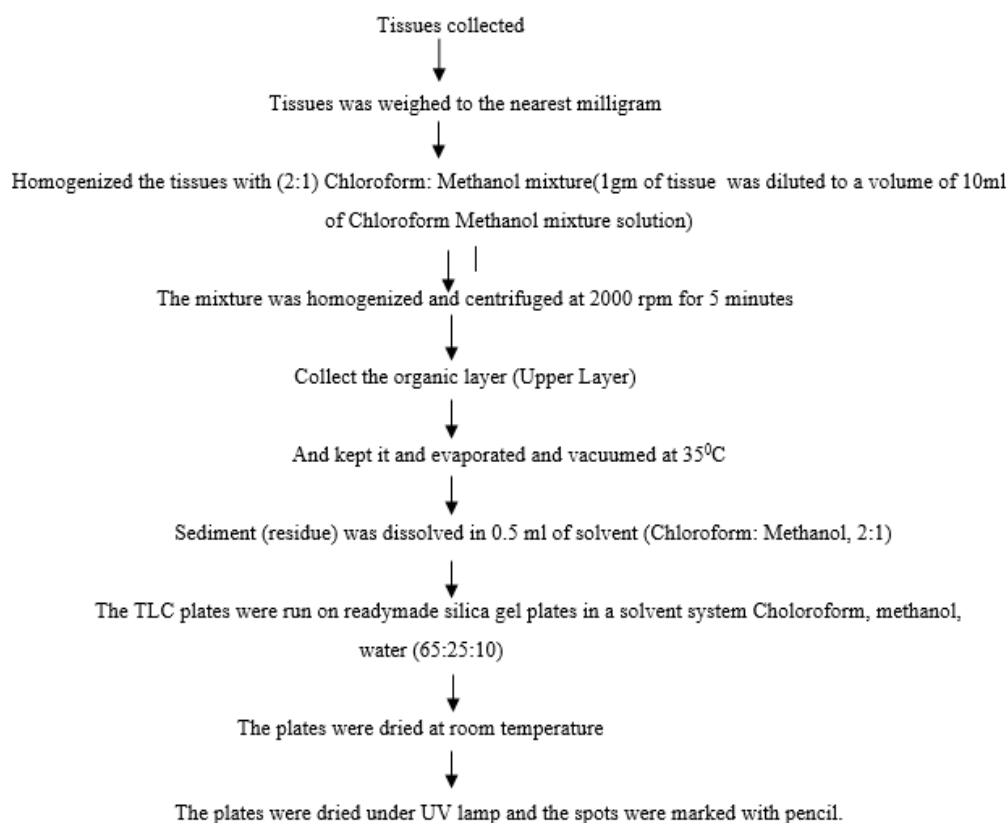 Tissues collected
Tissues was weighed to the nearest milligram
Homogenized the tissues with (2:1) Chloroform: Methanol mixture(1gm of tissue was diluted to a volume of 10ml
of Chloroform Methanol mixture solution)
The mixture was homogenized and centrifuged at 2000 rpm for 5 minutes
Collect the organic layer (Upper Layer)
And kept it and evaporated and vacuumed at 35⁰C
Sediment (residue) was dissolved in 0.5 ml of solvent (Chloroform: Methanol, 2:1)
The TLC plates were run on readymade silica gel plates in a solvent system Choloroform, methanol,
water (65:25:10)
The plates were dried at room temperature
The plates were dried under UV lamp and the spots were marked with pencil.